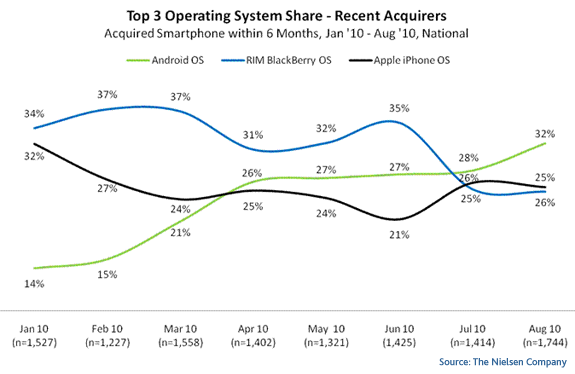 Top 3 Operating System Share - Recent Acquirers
Acquired Smartphone within 6 Months, Jan '10 - Aug '10, National
Android OS RIM BlackBerry OS Apple iPhone OS
34% 37% 37% 31% 32% 35% 28% 32%
32% 27% 24% 26% 27% 27% 26% 25%
14% 15% 21% 25% 24% 21% 25% 26%
Jan 10 Feb 10 Mar 10 Apr 10 May 10 Jun 10 Jul 10 Aug 10
(n=1,527) (n=1,227) (n=1,558) (n=1,402) (n=1,321) (1,425) (n=1,414) (n=1,744)
Source: The Nielsen Company